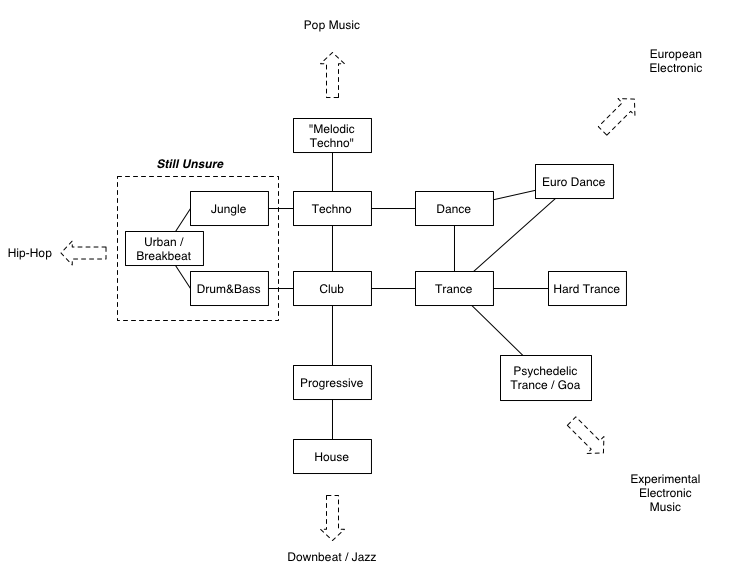 Pop Music
European
Electronic
"Melodic
Techno"
Still Unsure
Euro Dance
Jungle
Techno
Dance
Urban /
Breakbeat
Hip-Hop
Drum&Bass
Club
Trance
Hard Trance
Progressive
Psychedelic
Trance / Goa
House
Experimental
Electronic
Music
Downbeat / Jazz